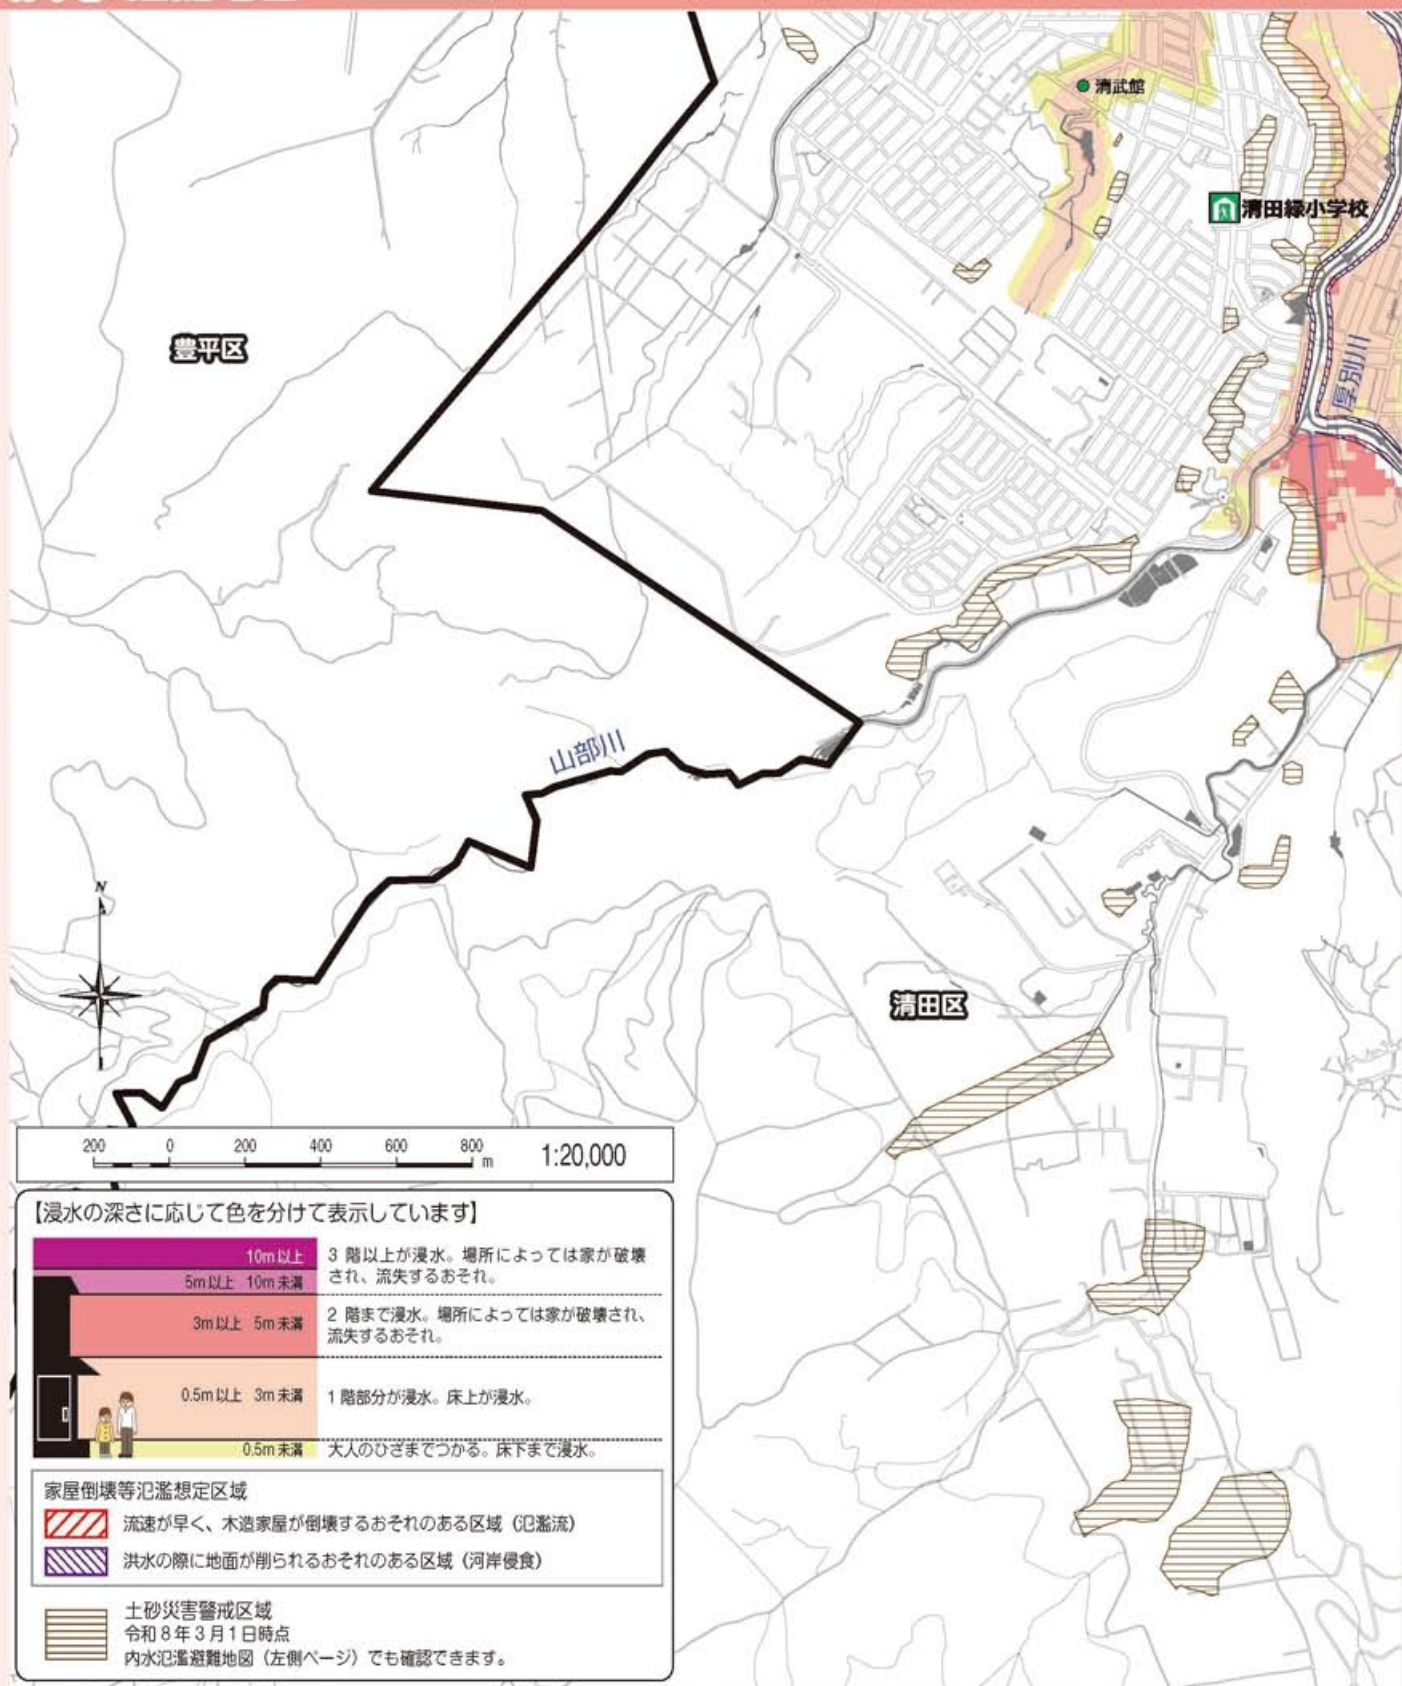 清武館
清田緑小学校
豊平区
厚別川
山部川
N
清田区
200 0 200 400 600 800 m 1:20,000
【浸水の深さに応じて色を分けて表示しています】
10m以上
3階以上が浸水。場所によっては家が破壊
され、流失するおそれ。
5m以上 10m未満
3m以上 5m未満
2階まで浸水。場所によっては家が破壊され、
流失するおそれ。
0.5m以上 3m未満
1階部分が浸水。床上が浸水。
0.5m未満
大人のひざまでつかる。床下まで浸水。
家屋倒壊等氾濫想定区域
流速が早く、木造家屋が倒壊するおそれのある区域（氾濫流）
洪水の際に地面が削られるおそれのある区域（河岸侵食）
土砂災害警戒区域
令和8年3月1日時点
内水氾濫避難地図（左側ページ）でも確認できます。